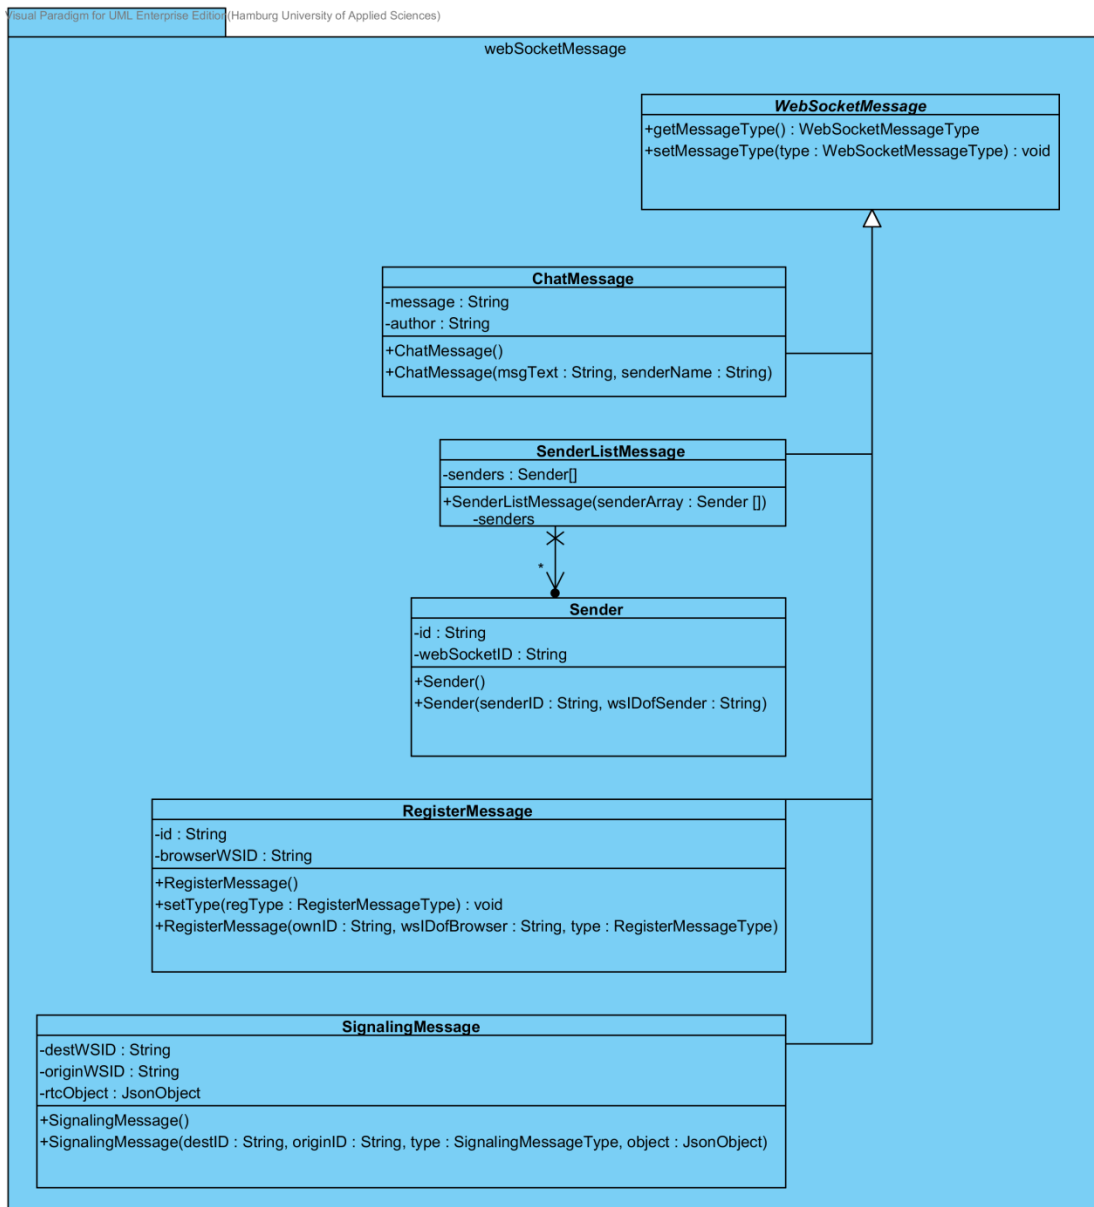 Visual Paradigm for UML Enterprise Edition(Hamburg University of Applied Sciences)
webSocketMessage
WebSocketMessage
+getMessageType() : WebSocketMessageType
+setMessageType(type : WebSocketMessageType) : void
ChatMessage
-message : String
-author : String
+ChatMessage()
+ChatMessage(msgText : String, senderName : String)
SenderListMessage
-senders : Sender[]
+SenderListMessage(senderArray : Sender [])
-senders
*
Sender
-id : String
-webSocketID : String
+Sender()
+Sender(senderID : String, wsIDofSender : String)
RegisterMessage
-id : String
-browserWSID : String
+RegisterMessage()
+setType(regType : RegisterMessageType) : void
+RegisterMessage(ownID : String, wsIDofBrowser : String, type : RegisterMessageType)
SignalingMessage
-destWSID : String
-originWSID : String
-rtcObject : JsonObject
+SignalingMessage()
+SignalingMessage(destID : String, originID : String, type : SignalingMessageType, object : JsonObject)